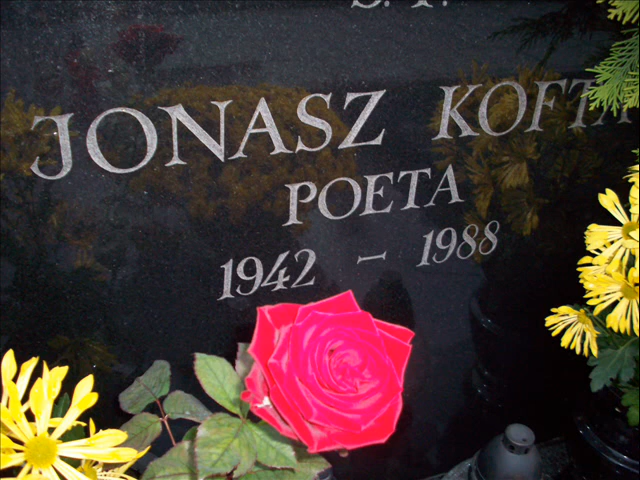 Ś. P.
JONASZ KOFTA
POETA
1942 – 1988